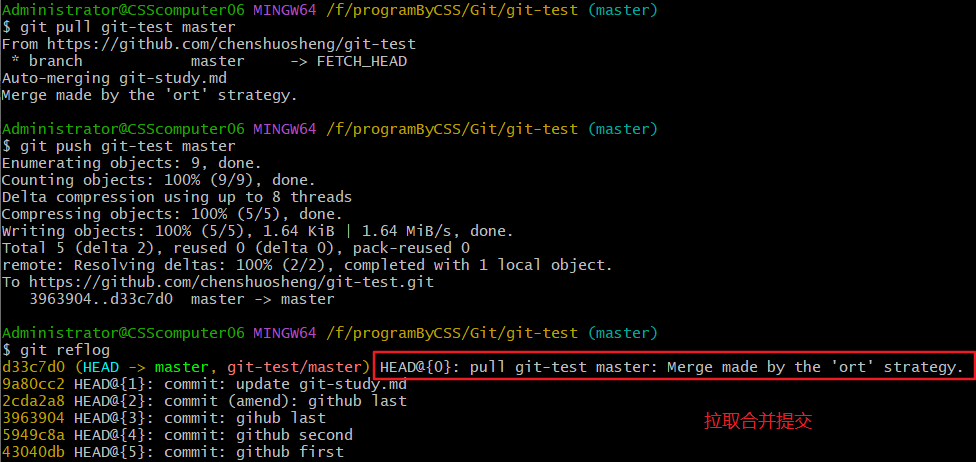 Administrator@CSScomputer06 MINGW64 /f/programByCSS/Git/git-test (master)
$ git pull git-test master
From https://github.com/chenshuosheng/git-test
 * branch            master     -> FETCH_HEAD
Auto-merging git-study.md
Merge made by the 'ort' strategy.
Administrator@CSScomputer06 MINGW64 /f/programByCSS/Git/git-test (master)
$ git push git-test master
Enumerating objects: 9, done.
Counting objects: 100% (9/9), done.
Delta compression using up to 8 threads
Compressing objects: 100% (5/5), done.
Writing objects: 100% (5/5), 1.64 KiB | 1.64 MiB/s, done.
Total 5 (delta 2), reused 0 (delta 0), pack-reused 0
remote: Resolving deltas: 100% (2/2), completed with 1 local object.
To https://github.com/chenshuosheng/git-test.git
   3963904..d33c7d0  master -> master
Administrator@CSScomputer06 MINGW64 /f/programByCSS/Git/git-test (master)
$ git reflog
d33c7d0 (HEAD -> master, git-test/master) HEAD@{0}: pull git-test master: Merge made by the 'ort' strategy.
9a80cc2 HEAD@{1}: commit: update git-study.md
2cda2a8 HEAD@{2}: commit (amend): github last
3963904 HEAD@{3}: commit: gihub last
5949c8a HEAD@{4}: commit: github second
43040db HEAD@{5}: commit: github first
拉取合并提交